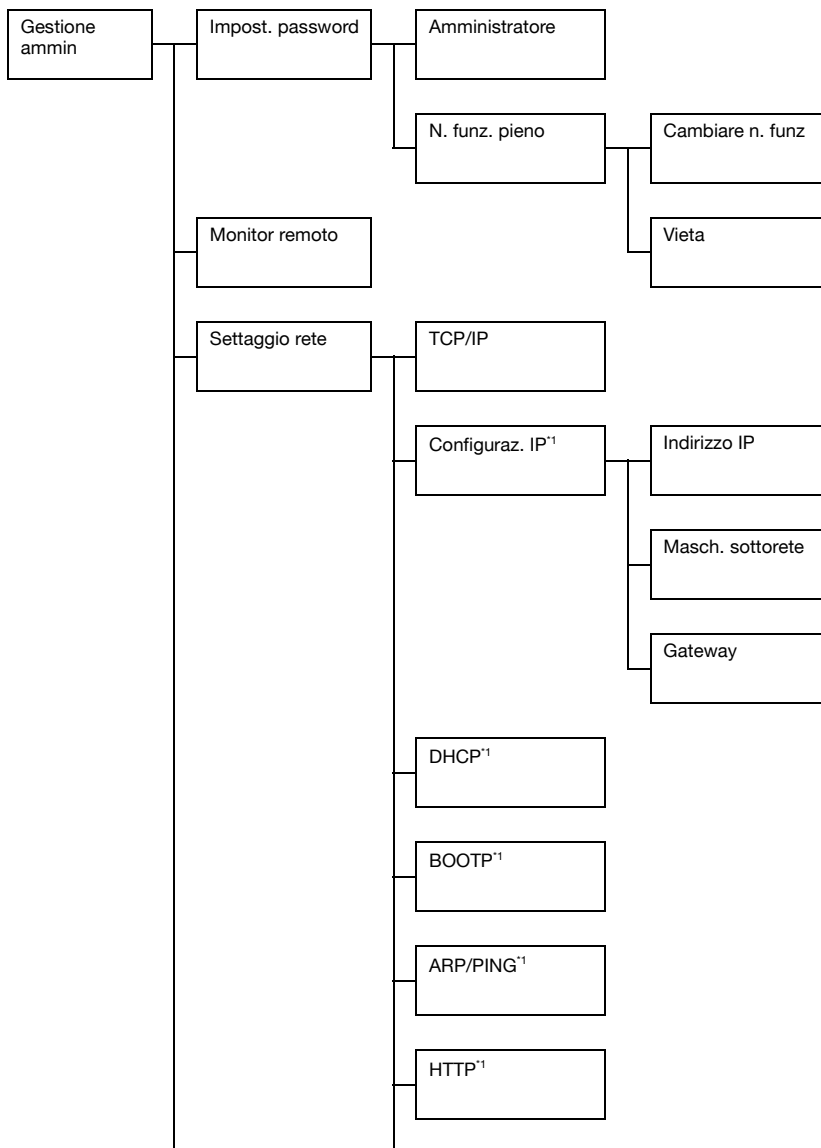 Gestione
ammin
Impost. password
Amministratore
N. funz. pieno
Cambiare n. funz
Vieta
Monitor remoto
Settaggio rete
TCP/IP
Configuraz. IP*1
Indirizzo IP
Masch. sottorete
Gateway
DHCP*1
BOOTP*1
ARP/PING*1
HTTP*1